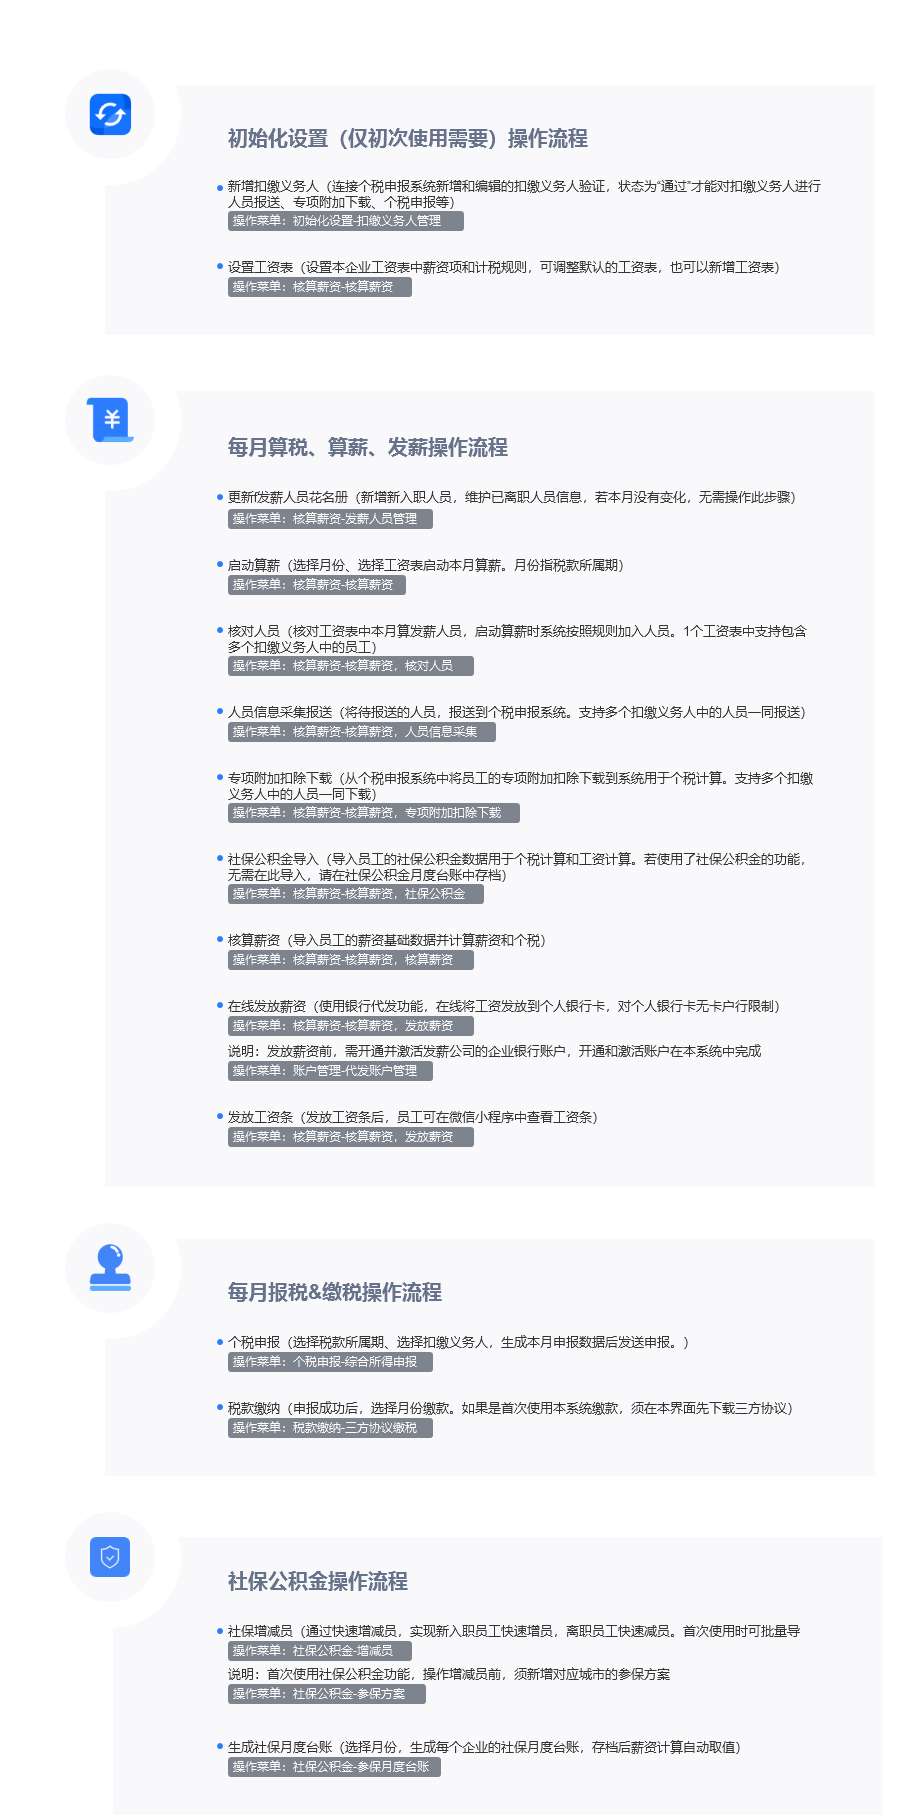 初始化设置（仅初次使用需要）操作流程
新增扣缴义务人（连接个税申报系统新增和编辑的扣缴义务人验证，状态为“通过”才能对扣缴义务人进行
人员报送、专项附加下载、个税申报等）
操作菜单：初始化设置-扣缴义务人管理
设置工资表（设置本企业工资表中薪资项和计税规则，可调整默认的工资表，也可以新增工资表）
操作菜单：核算薪资-核算薪资
¥
每月算税、算薪、发薪操作流程
更新f发薪人员花名册（新增新入职人员，维护已离职人员信息，若本月没有变化，无需操作此步骤）
操作菜单：核算薪资-发薪人员管理
启动算薪（选择月份、选择工资表启动本月算薪。月份指税款所属期）
操作菜单：核算薪资-核算薪资
核对人员（核对工资表中本月算发薪人员，启动算薪时系统按照规则加入人员。1个工资表中支持包含
多个扣缴义务人中的员工）
操作菜单：核算薪资-核算薪资，核对人员
人员信息采集报送（将待报送的人员，报送到个税申报系统。支持多个扣缴义务人中的人员一同报送）
操作菜单：核算薪资-核算薪资，人员信息采集
专项附加扣除下载（从个税申报系统中将员工的专项附加扣除下载到系统用于个税计算。支持多个扣缴
义务人中的人员一同下载）
操作菜单：核算薪资-核算薪资，专项附加扣除下载
社保公积金导入（导入员工的社保公积金数据用于个税计算和工资计算。若使用了社保公积金的功能，
无需在此导入，请在社保公积金月度台账中存档）
操作菜单：核算薪资-核算薪资，社保公积金
核算薪资（导入员工的薪资基础数据并计算薪资和个税）
操作菜单：核算薪资-核算薪资，核算薪资
在线发放薪资（使用银行代发功能，在线将工资发放到个人银行卡，对个人银行卡无卡户行限制）
操作菜单：核算薪资-核算薪资，发放薪资
说明：发放薪资前，需开通并激活发薪公司的企业银行账户，开通和激活账户在本系统中完成
操作菜单：账户管理-代发账户管理
发放工资条（发放工资条后，员工可在微信小程序中查看工资条）
操作菜单：核算薪资-核算薪资，发放薪资
每月报税&缴税操作流程
个税申报（选择税款所属期、选择扣缴义务人，生成本月申报数据后发送申报。）
操作菜单：个税申报-综合所得申报
税款缴纳（申报成功后，选择月份缴款。如果是首次使用本系统缴款，须在本界面先下载三方协议）
操作菜单：税款缴纳-三方协议缴税
社保公积金操作流程
社保增减员（通过快速增减员，实现新入职员工快速增员，离职员工快速减员。首次使用时可批量导
操作菜单：社保公积金-增减员
说明：首次使用社保公积金功能，操作增减员前，须新增对应城市的参保方案
操作菜单：社保公积金-参保方案
生成社保月度台账（选择月份，生成每个企业的社保月度台账，存档后薪资计算自动取值）
操作菜单：社保公积金-参保月度台账